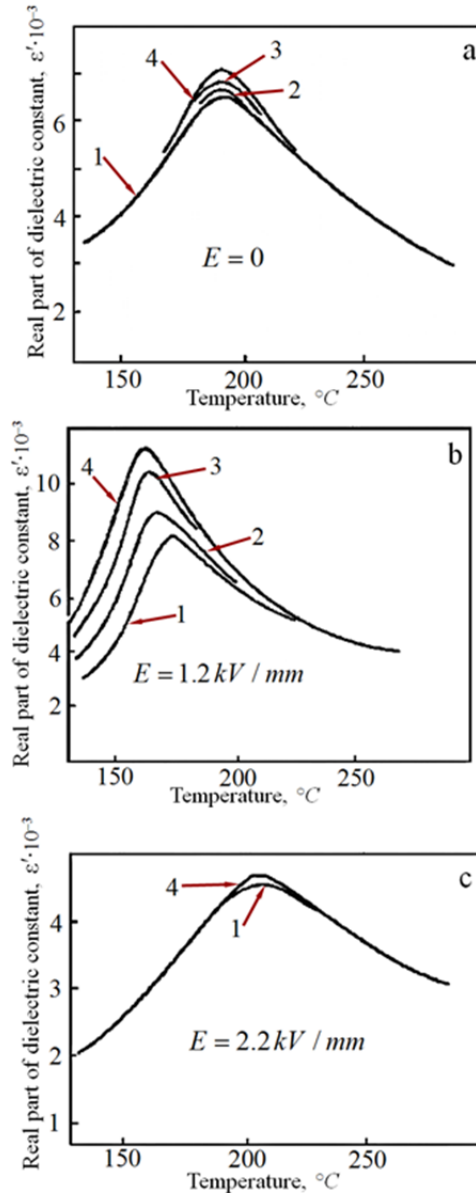 a
Real part of dielectric constant, ε′·10⁻³
6
4
2
4
3
2
1
E = 0
150
200
250
Temperature, °C
b
Real part of dielectric constant, ε′·10⁻³
10
8
6
4
2
4
3
2
1
E = 1.2 kV / mm
150
200
250
Temperature, °C
c
Real part of dielectric constant, ε′·10⁻³
4
3
2
1
4
1
E = 2.2 kV / mm
150
200
250
Temperature, °C